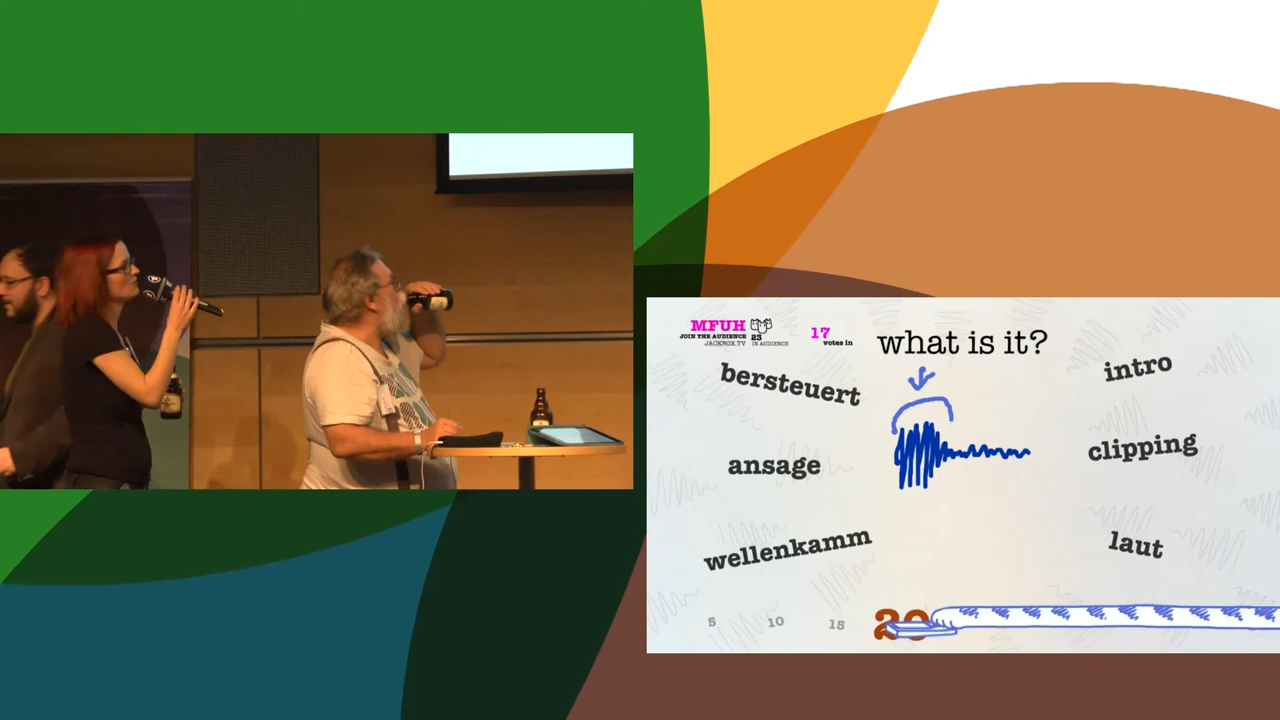 MFUH
JOIN THE AUDIENCE
JACKBOX.TV
23
IN AUDIENCE
17
votes in
what is it?
bersteuert
ansage
wellenkamm
intro
clipping
laut
5
10
15
20